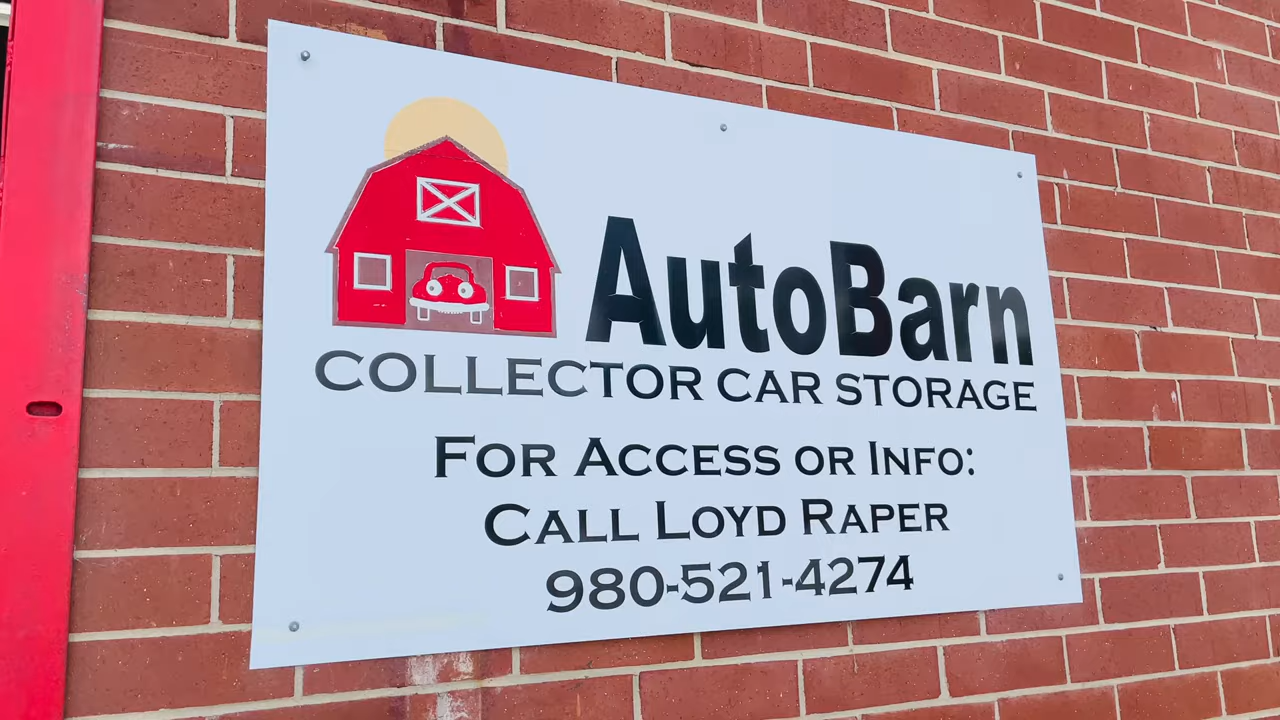 AutoBarn
COLLECTOR CAR STORAGE
FOR ACCESS OR INFO:
CALL LOYD RAPER
980-521-4274